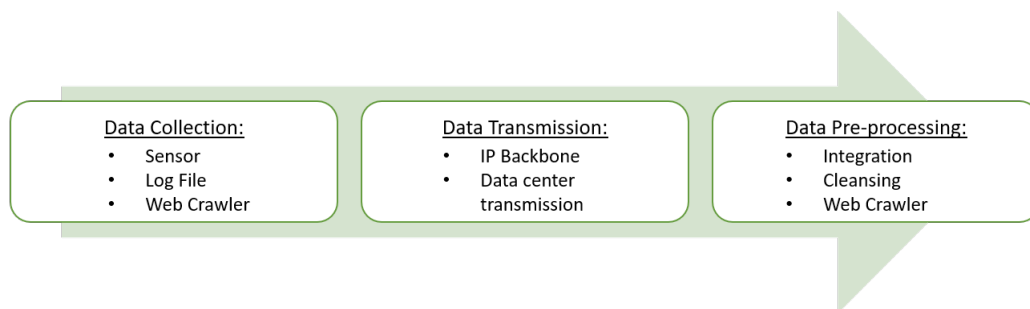 Data Collection:
• Sensor
• Log File
• Web Crawler
Data Transmission:
• IP Backbone
• Data center
transmission
Data Pre-processing:
• Integration
• Cleansing
• Web Crawler